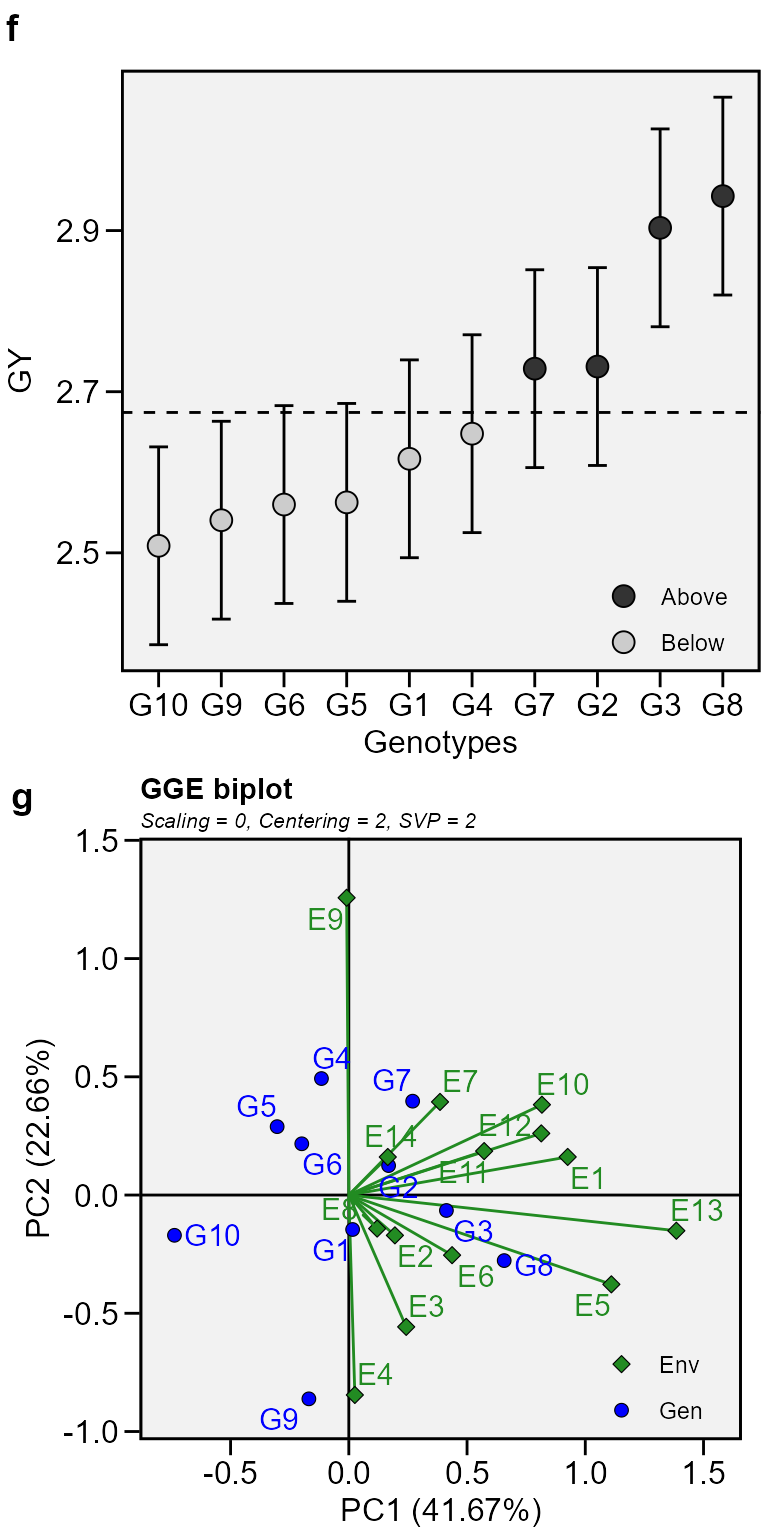 f
2.9
2.7
2.5
GY
Above
Below
G10 G9 G6 G5 G1 G4 G7 G2 G3 G8
Genotypes
g
GGE biplot
Scaling = 0, Centering = 2, SVP = 2
1.5
1.0
0.5
0.0
-0.5
-1.0
PC2 (22.66%)
E9
G4
G7
E7
E10
G5
E12
E14
G6
E11
E1
G2
E8
E13
G3
G10
G1
E2
G8
E6
E3
E5
E4
G9
Env
Gen
-0.5 0.0 0.5 1.0 1.5
PC1 (41.67%)